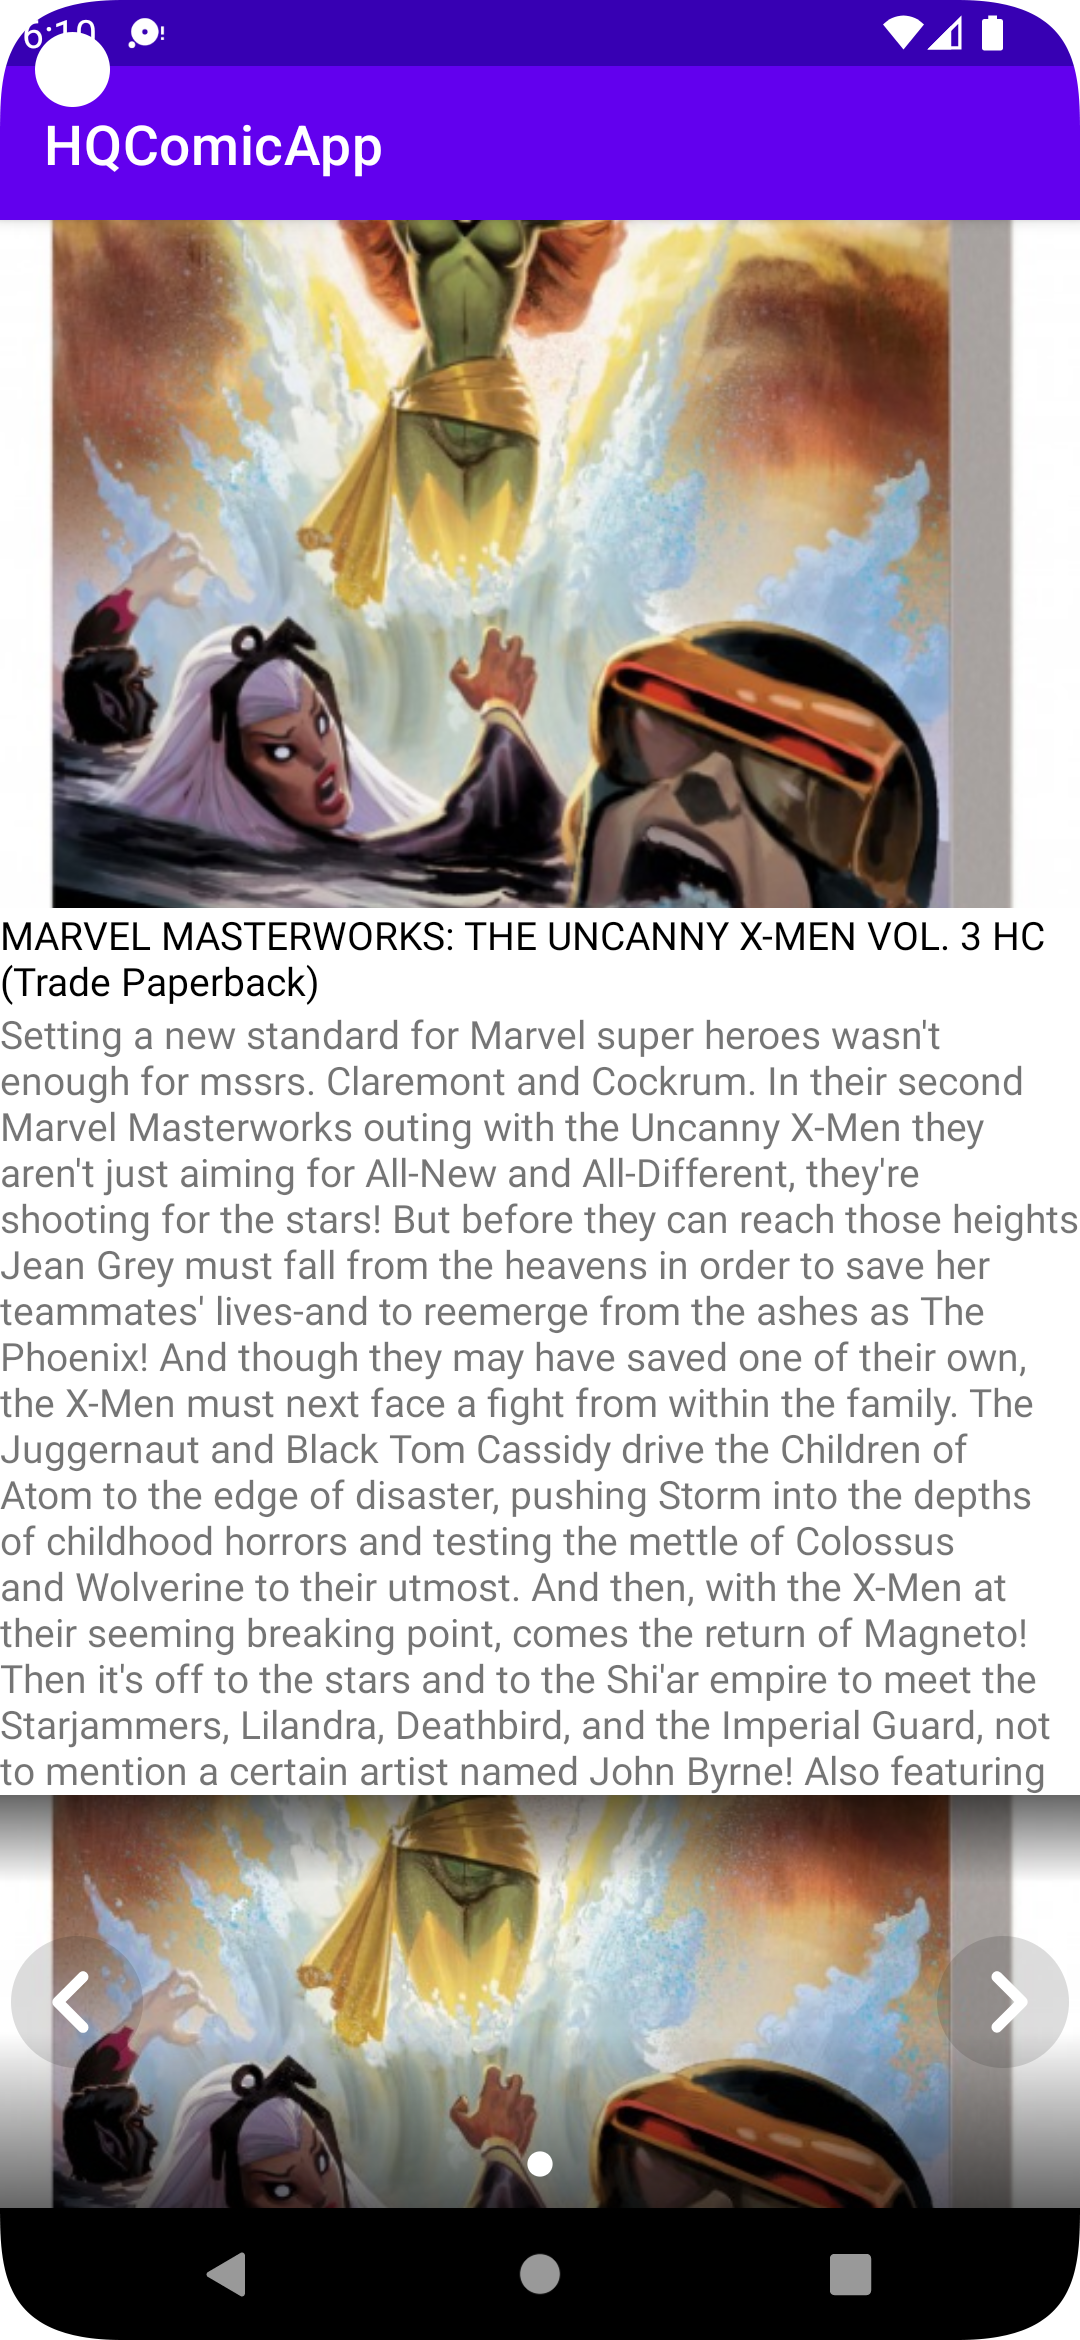 6:10
HQComicApp
MARVEL MASTERWORKS: THE UNCANNY X-MEN VOL. 3 HC
(Trade Paperback)
Setting a new standard for Marvel super heroes wasn't
enough for mssrs. Claremont and Cockrum. In their second
Marvel Masterworks outing with the Uncanny X-Men they
aren't just aiming for All-New and All-Different, they're
shooting for the stars! But before they can reach those heights
Jean Grey must fall from the heavens in order to save her
teammates' lives-and to reemerge from the ashes as The
Phoenix! And though they may have saved one of their own,
the X-Men must next face a fight from within the family. The
Juggernaut and Black Tom Cassidy drive the Children of
Atom to the edge of disaster, pushing Storm into the depths
of childhood horrors and testing the mettle of Colossus
and Wolverine to their utmost. And then, with the X-Men at
their seeming breaking point, comes the return of Magneto!
Then it's off to the stars and to the Shi'ar empire to meet the
Starjammers, Lilandra, Deathbird, and the Imperial Guard, not
to mention a certain artist named John Byrne! Also featuring